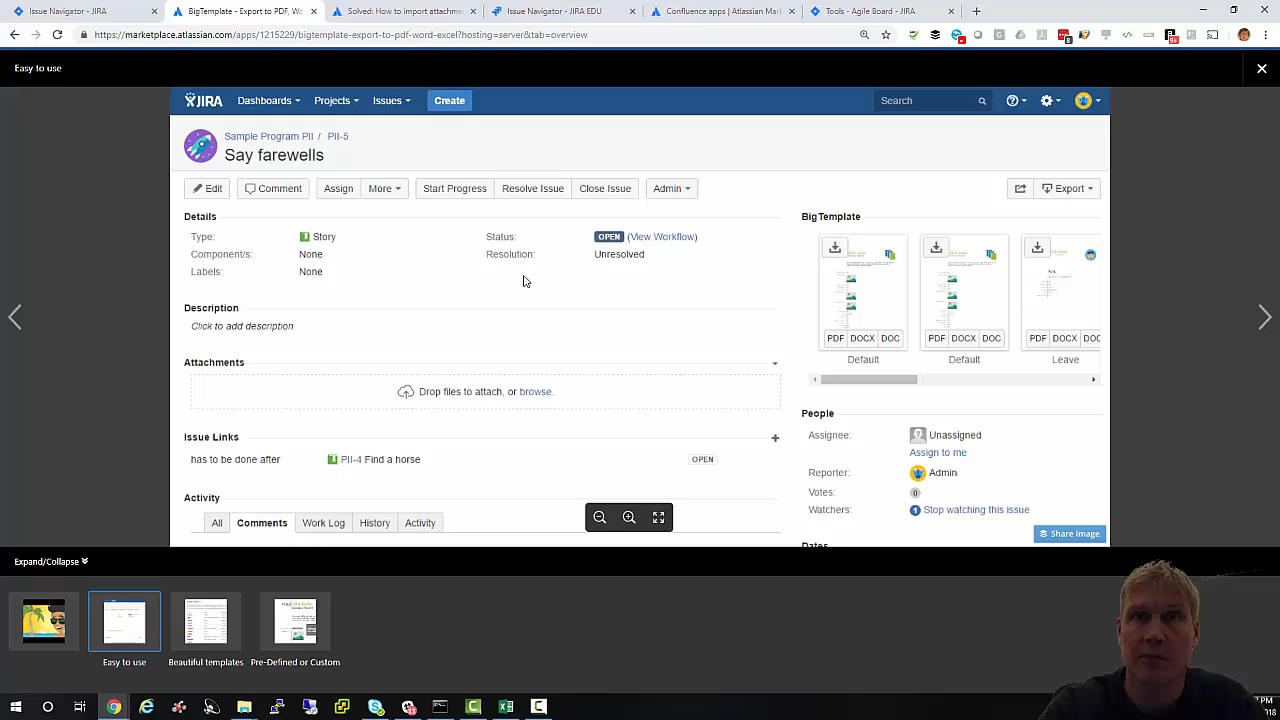 Issue Navigator - JIRA
BigTemplate - Export to PDF, Wo
Solved: How to import attachme
Issue Navigator - JIRA EDU
Confluence apps | Atlassian Mar
Tools - Agile Board - JIRA
https://marketplace.atlassian.com/apps/1215229/bigtemplate-export-to-pdf-word-excel?hosting=server&tab=overview
Easy to use
JIRA Dashboards Projects Issues Create Search
Sample Program PII / PII-5
Say farewells
Edit Comment Assign More Start Progress Resolve Issue Close Issue Admin Export
Details
Type: Story Status: OPEN (View Workflow)
Component/s: None Resolution: Unresolved
Labels: None
Description
Click to add description
Attachments
Drop files to attach, or browse.
Issue Links
has to be done after PII-4 Find a horse OPEN
Activity
All Comments Work Log History Activity
BigTemplate
PDF DOCX DOC PDF DOCX DOC PDF DOCX DO
Default Default Leave
People
Assignee: Unassigned
Assign to me
Reporter: Admin
Votes: 0
Watchers: 1 Stop watching this issue
Share Image
Dates
Expand/Collapse
Easy to use Beautiful templates Pre-Defined or Custom